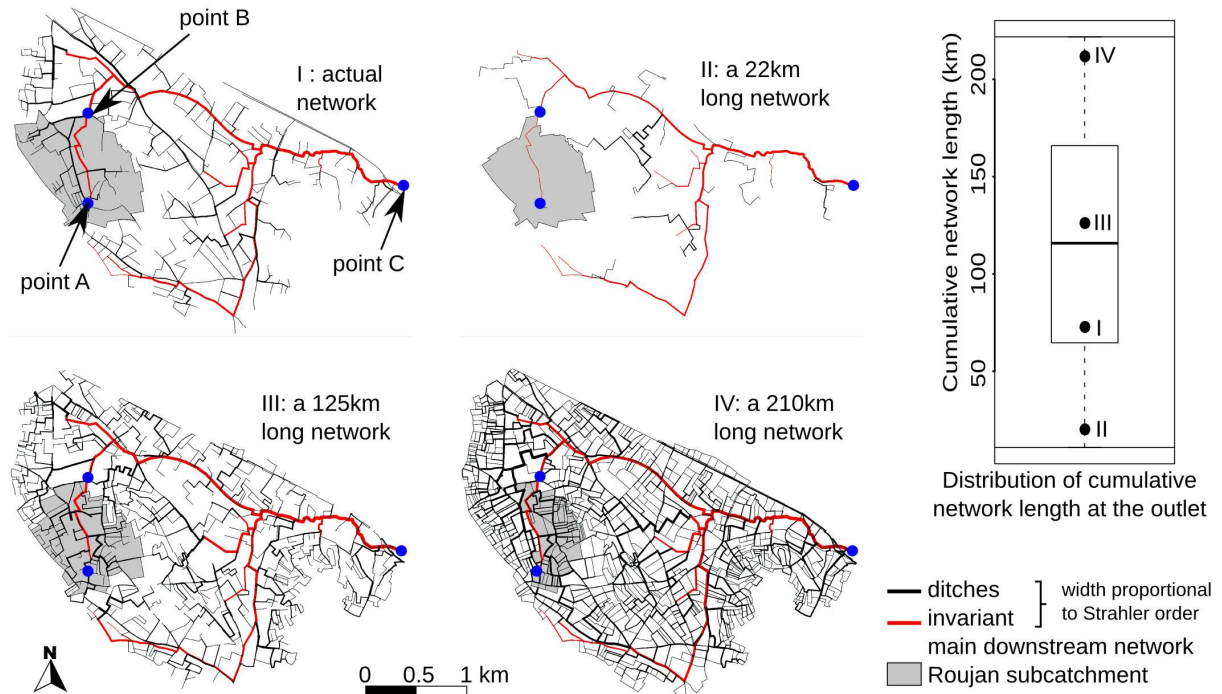 point B
I : actual
network
point A
point C
II: a 22km
long network
III: a 125km
long network
IV: a 210km
long network
N
0 0.5 1 km
Cumulative network length (km)
200
150
100
50
IV
III
I
II
Distribution of cumulative
network length at the outlet
ditches
invariant
width proportional
to Strahler order
main downstream network
Roujan subcatchment